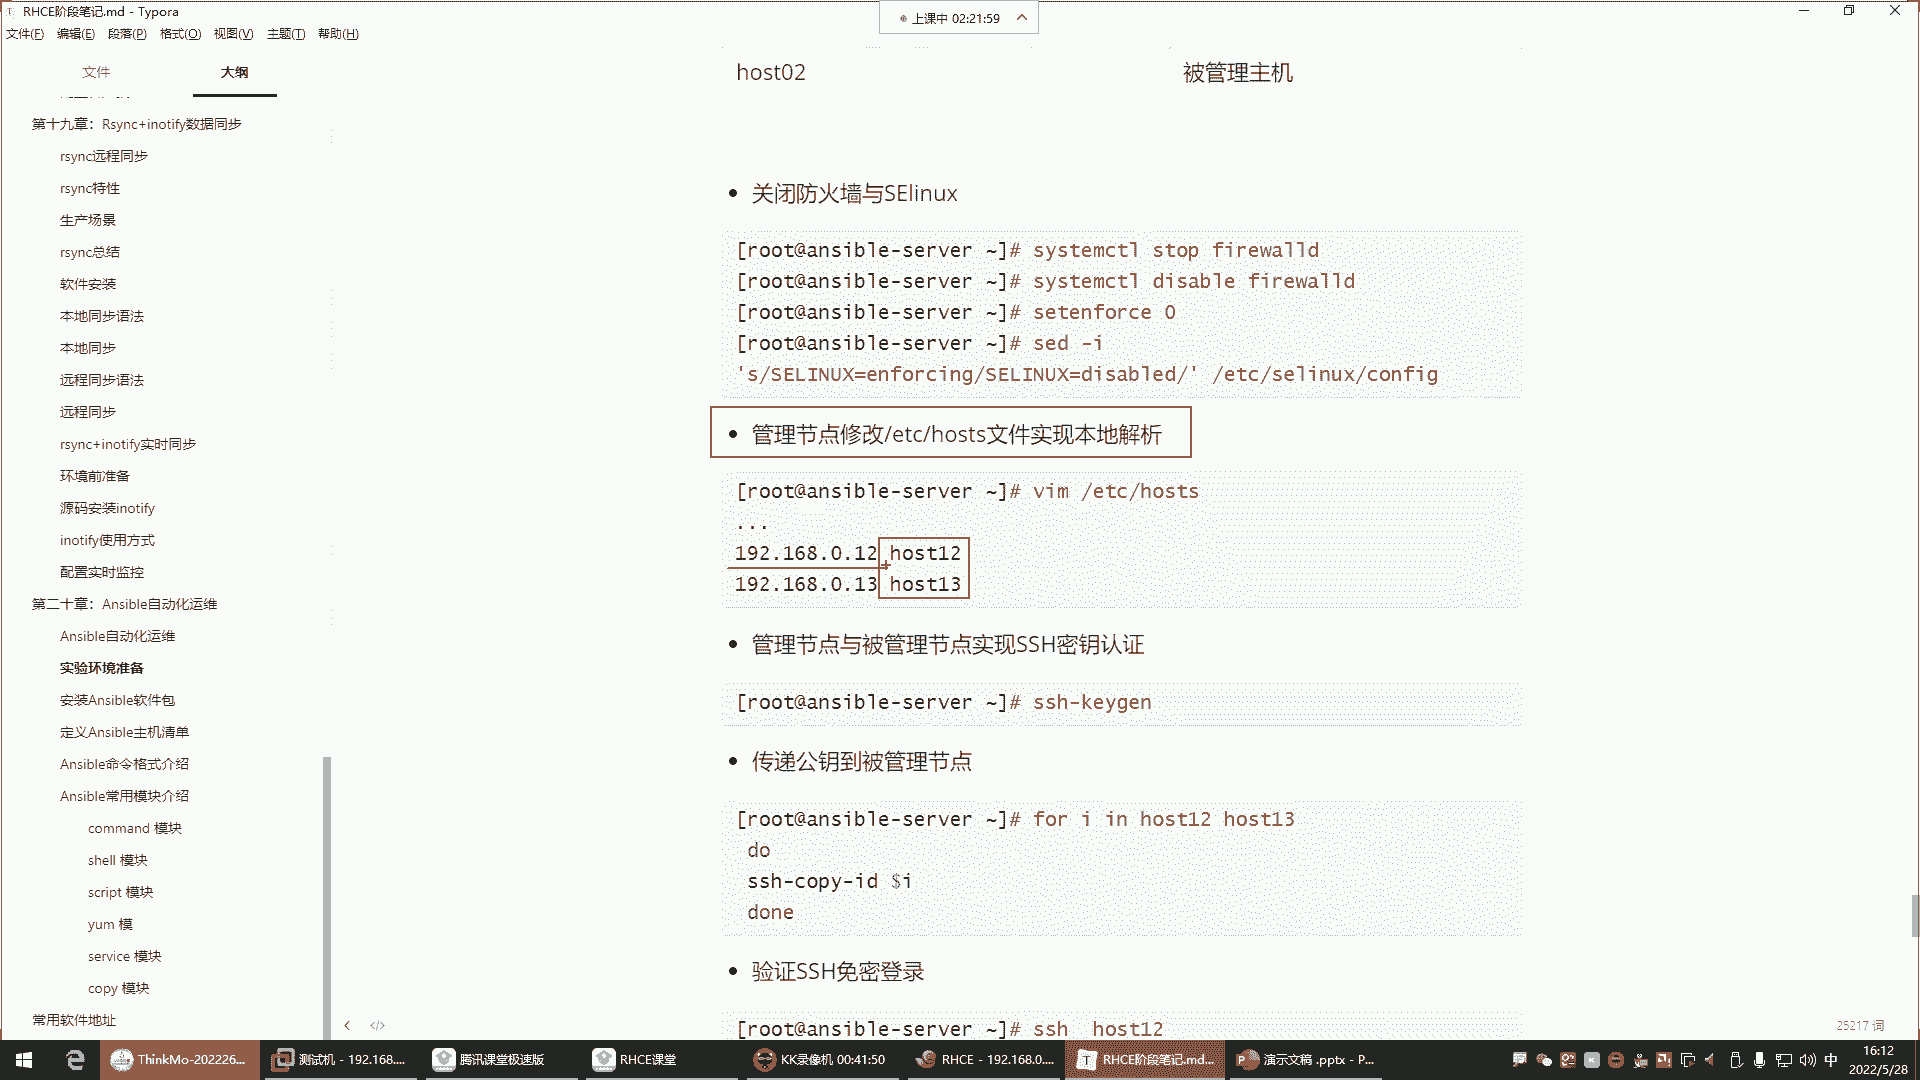 RHCE阶段笔记.md - Typora
上课中 02:21:59
文件(F) 编辑(E) 段落(P) 格式(O) 视图(V) 主题(T) 帮助(H)
文件 大纲
第十九章：Rsync+inotify数据同步
rsync远程同步
rsync特性
生产场景
rsync总结
软件安装
本地同步语法
本地同步
远程同步语法
远程同步
rsync+inotify实时同步
环境前准备
源码安装inotify
inotify使用方式
配置实时监控
第二十章：Ansible自动化运维
Ansible自动化运维
实验环境准备
安装Ansible软件包
定义Ansible主机清单
Ansible命令格式介绍
Ansible常用模块介绍
command 模块
shell 模块
script 模块
yum 模
service 模块
copy 模块
常用软件地址
host02 被管理主机
关闭防火墙与SElinux
[root@ansible-server ~]# systemctl stop firewalld
[root@ansible-server ~]# systemctl disable firewalld
[root@ansible-server ~]# setenforce 0
[root@ansible-server ~]# sed -i
's/SELINUX=enforcing/SELINUX=disabled/' /etc/selinux/config
管理节点修改/etc/hosts文件实现本地解析
[root@ansible-server ~]# vim /etc/hosts
...
192.168.0.12 host12
192.168.0.13 host13
管理节点与被管理节点实现SSH密钥认证
[root@ansible-server ~]# ssh-keygen
传递公钥到被管理节点
[root@ansible-server ~]# for i in host12 host13
do
ssh-copy-id $i
done
验证SSH免密登录
[root@ansible-server ~]# ssh host12
25217 词
ThinkMo-202226...
测试机 - 192.168....
腾讯课堂极速版
RHCE课堂
KK录像机 00:41:50
RHCE - 192.168.0....
RHCE阶段笔记.md...
演示文稿 .pptx - P...
中
16:12
2022/5/28